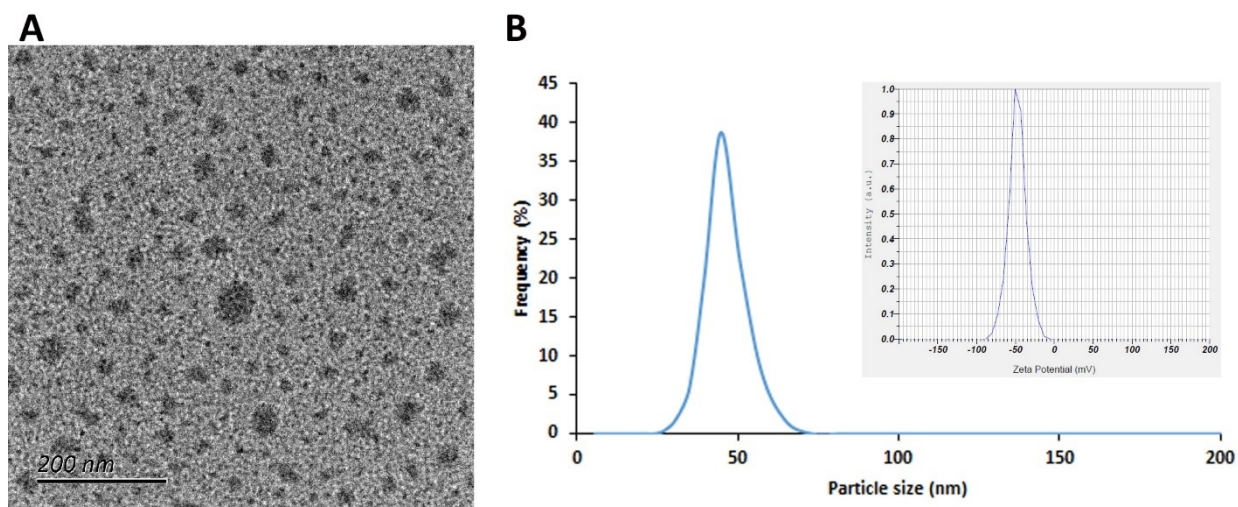 A
200 nm
B
45
40
35
30
25
20
15
10
5
0
Frequency (%)
0 50 100 150 200
Particle size (nm)
1.0
0.9
0.8
0.7
0.6
0.5
0.4
0.3
0.2
0.1
0.0
Intensity (a.u.)
-150 -100 -50 0 50 100 150 200
Zeta Potential (mV)